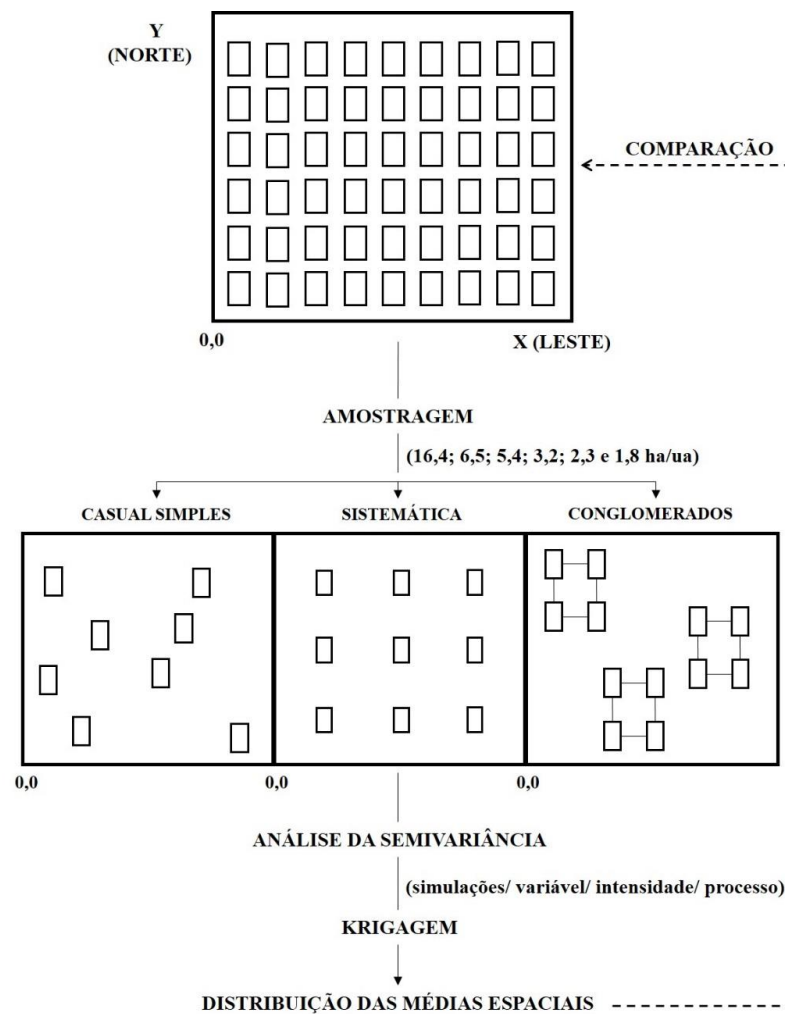 Y
(NORTE)
COMPARAÇÃO
0,0
X (LESTE)
AMOSTRAGEM
(16,4; 6,5; 5,4; 3,2; 2,3 e 1,8 ha/ua)
CASUAL SIMPLES
SISTEMÁTICA
CONGLOMERADOS
0,0
0,0
0,0
ANÁLISE DA SEMIVARIÂNCIA
(simulações/ variável/ intensidade/ processo)
KRIGAGEM
DISTRIBUIÇÃO DAS MÉDIAS ESPACIAIS